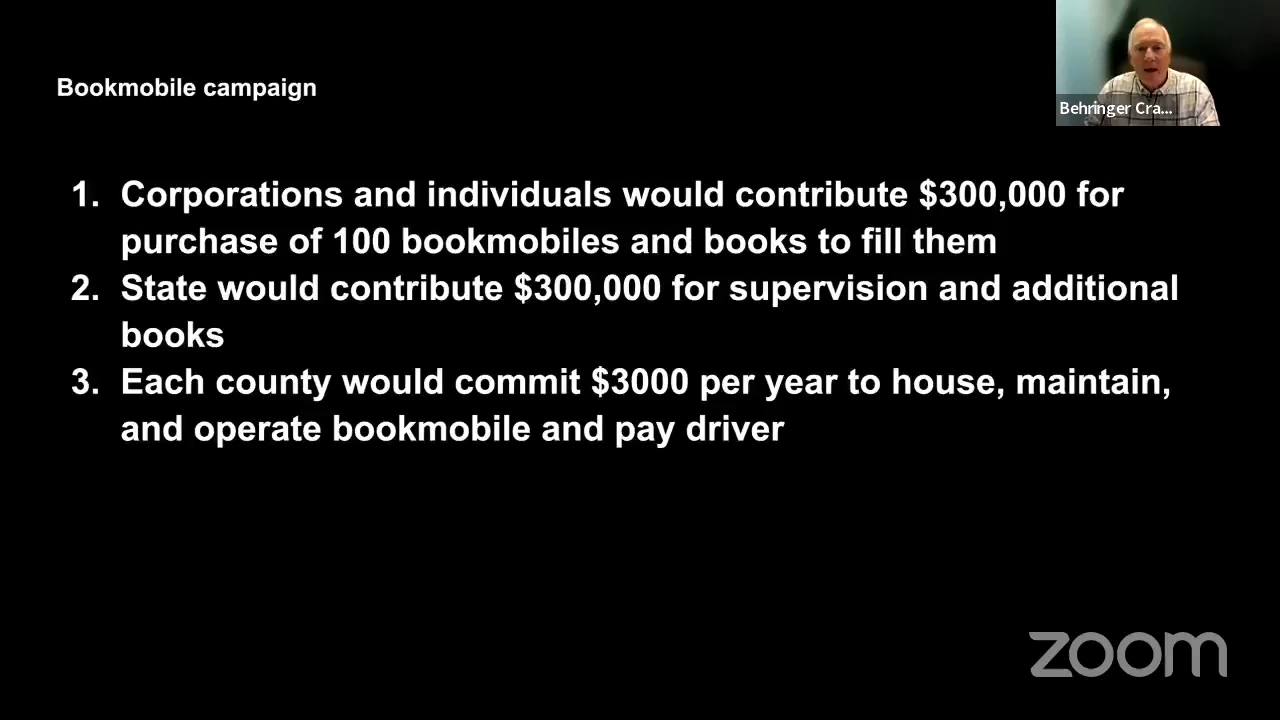 Bookmobile campaign
Behringer Cra...
1. Corporations and individuals would contribute $300,000 for
purchase of 100 bookmobiles and books to fill them
2. State would contribute $300,000 for supervision and additional
books
3. Each county would commit $3000 per year to house, maintain,
and operate bookmobile and pay driver
zoom